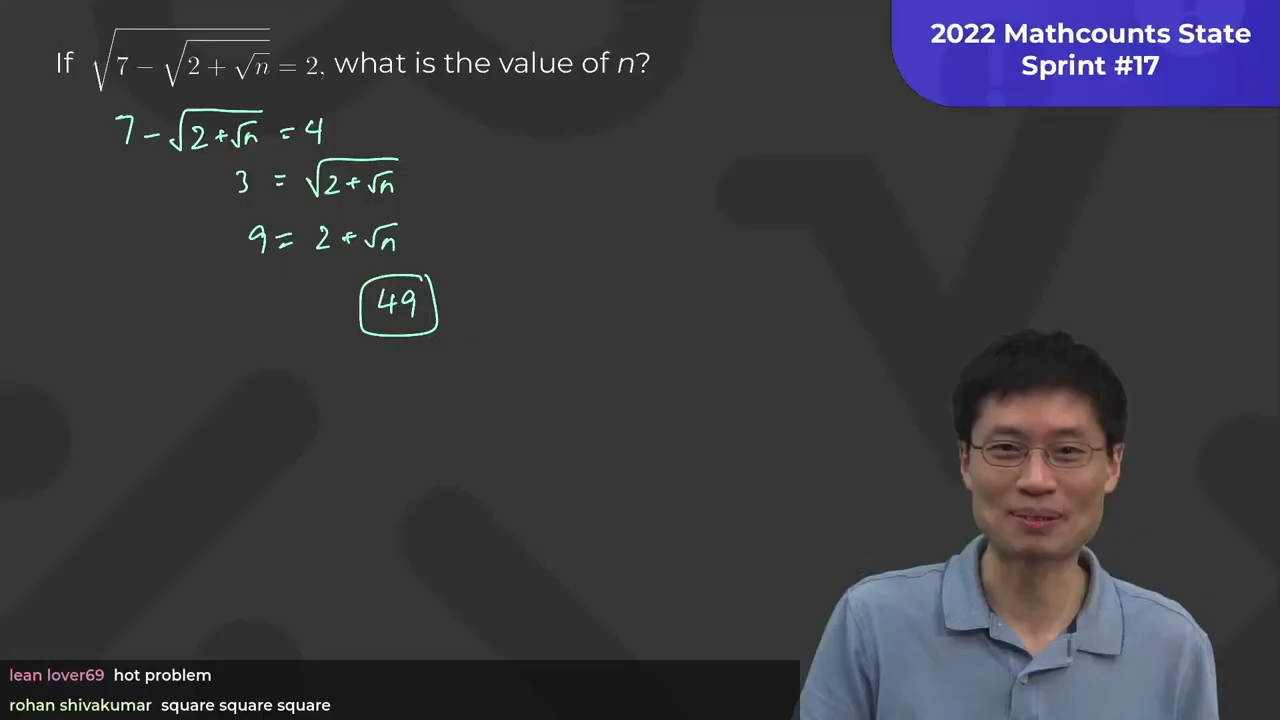 If √(7 − √(2 + √n)) = 2, what is the value of n?
2022 Mathcounts State
Sprint #17
7 − √(2 + √n) = 4
3 = √(2 + √n)
9 = 2 + √n
49
lean lover69 hot problem
rohan shivakumar square square square